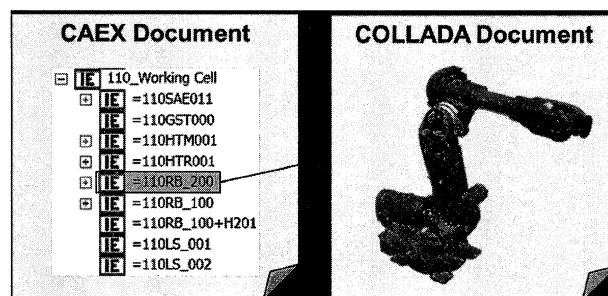 CAEX Document
IE 110_Working Cell
IE =110SAE011
IE =110GST000
IE =110HTM001
IE =110HTR001
IE =110RB_200
IE =110RB_100
IE =110RB_100+H201
IE =110LS_001
IE =110LS_002
COLLADA Document